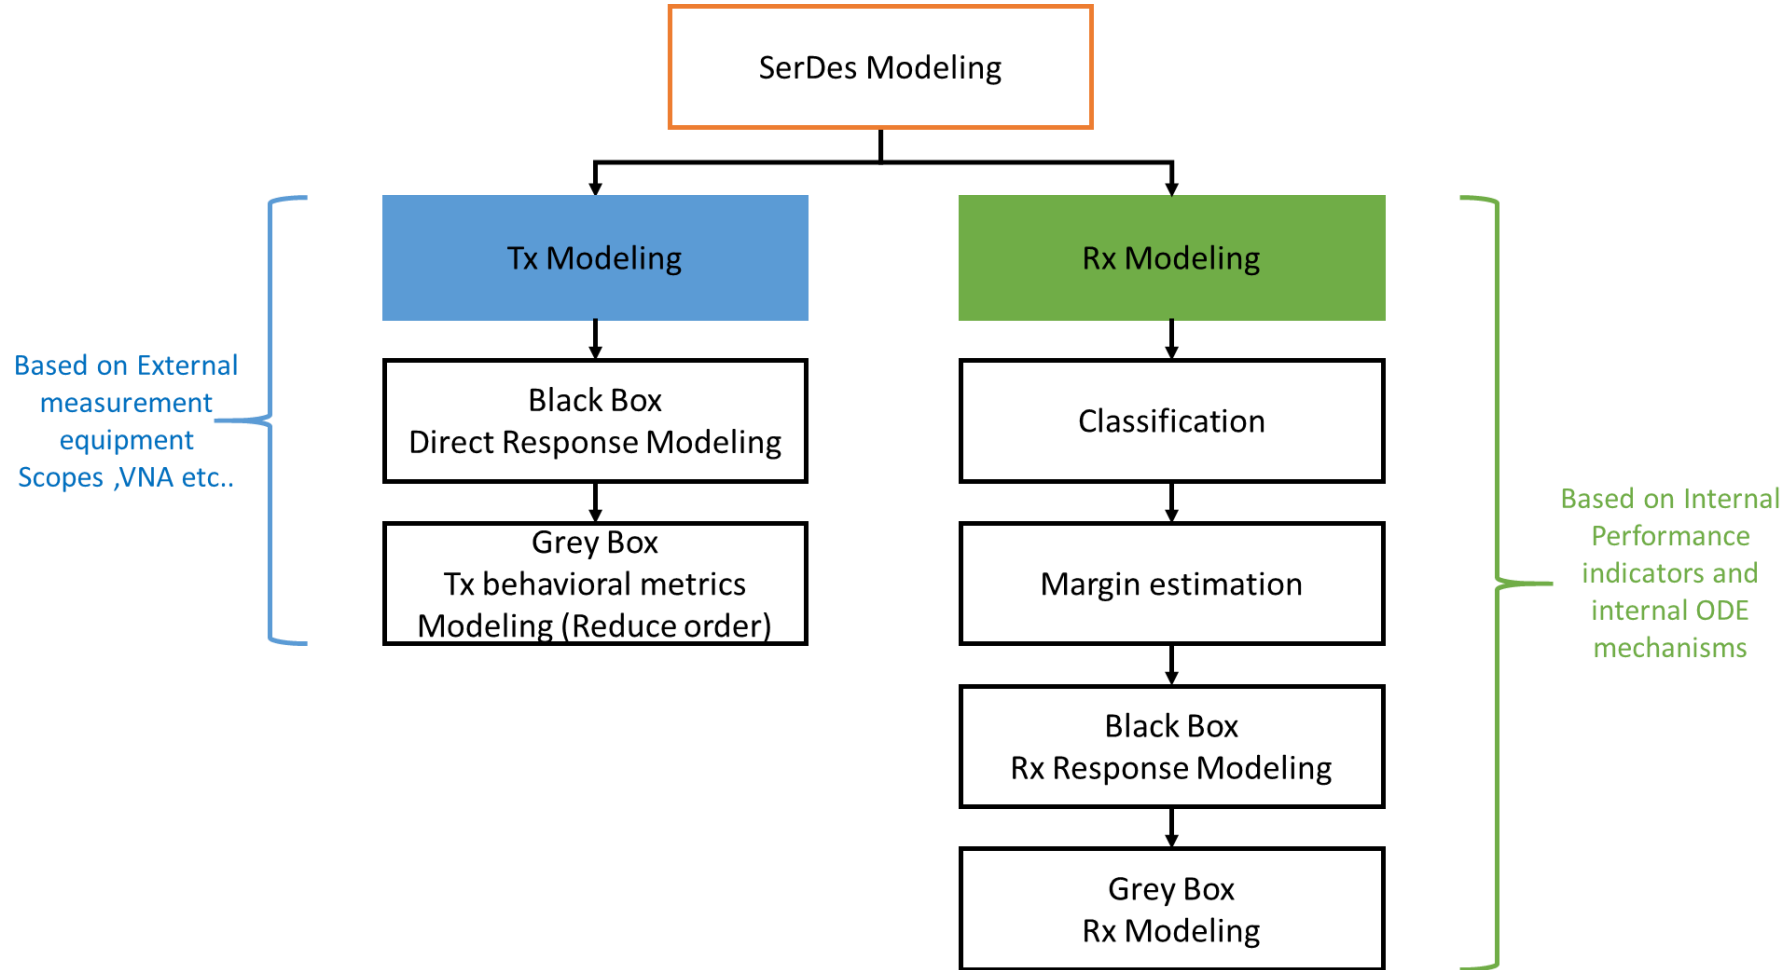 SerDes Modeling
Tx Modeling
Rx Modeling
Based on External
measurement
equipment
Scopes ,VNA etc..
Black Box
Direct Response Modeling
Grey Box
Tx behavioral metrics
Modeling (Reduce order)
Classification
Margin estimation
Black Box
Rx Response Modeling
Grey Box
Rx Modeling
Based on Internal
Performance
indicators and
internal ODE
mechanisms